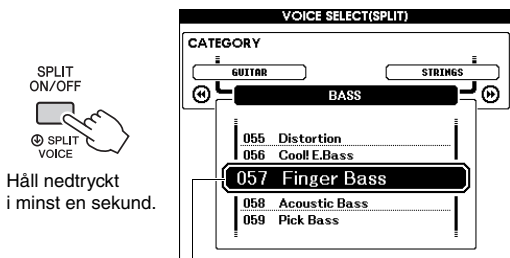 VOICE SELECT(SPLIT)
CATEGORY
GUITAR
STRINGS
BASS
055 Distortion
056 Cool! E.Bass
057 Finger Bass
058 Acoustic Bass
059 Pick Bass
SPLIT
ON/OFF
SPLIT
VOICE
Håll nedtryckt
i minst en sekund.